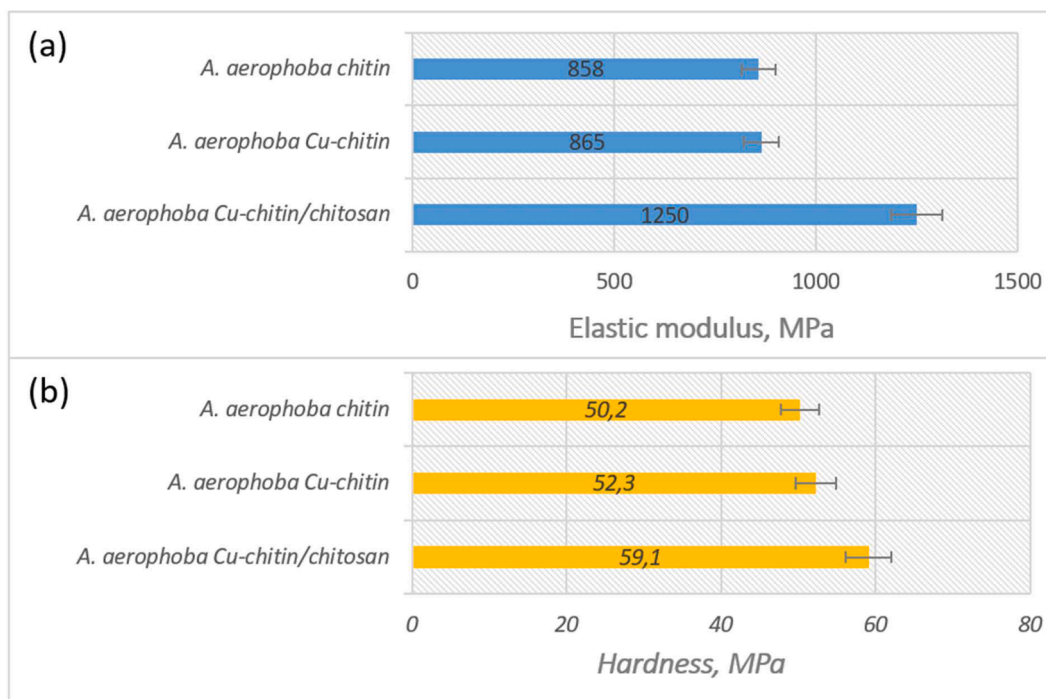 (a)
A. aerophoba chitin
858
A. aerophoba Cu-chitin
865
A. aerophoba Cu-chitin/chitosan
1250
0 500 1000 1500
Elastic modulus, MPa
(b)
A. aerophoba chitin
50,2
A. aerophoba Cu-chitin
52,3
A. aerophoba Cu-chitin/chitosan
59,1
0 20 40 60 80
Hardness, MPa